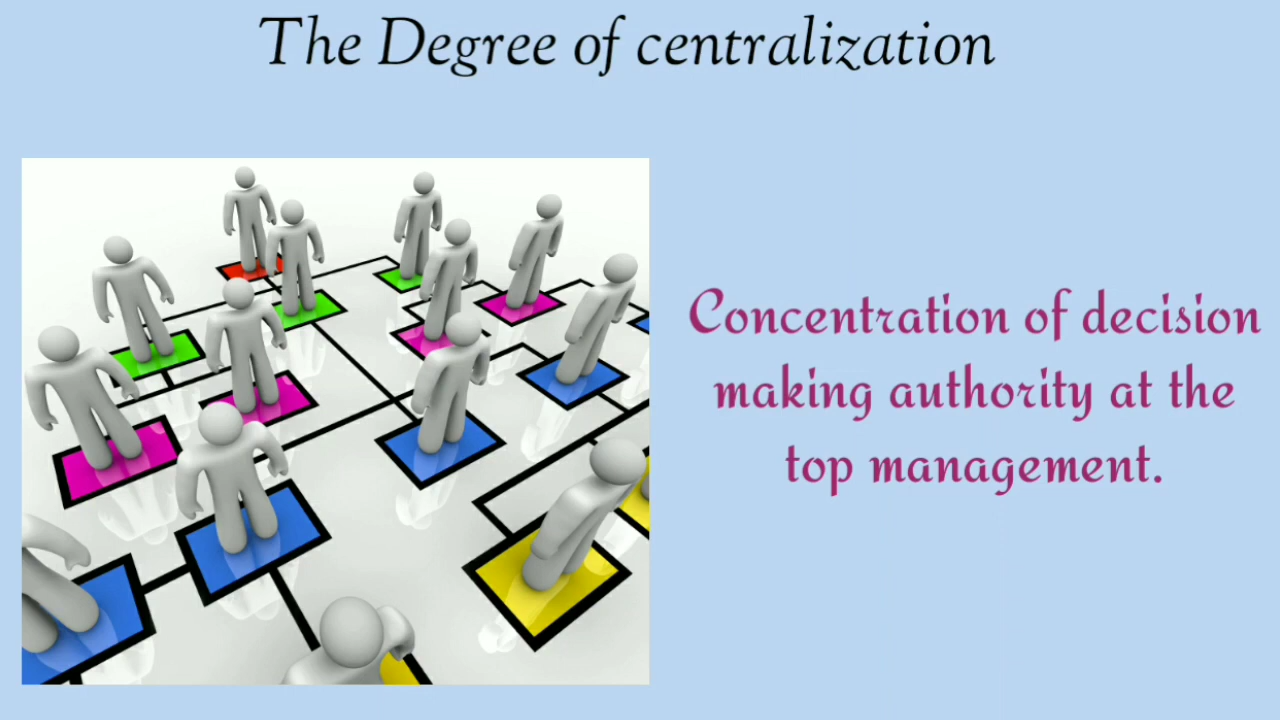 The Degree of centralization
Concentration of decision
making authority at the
top management.